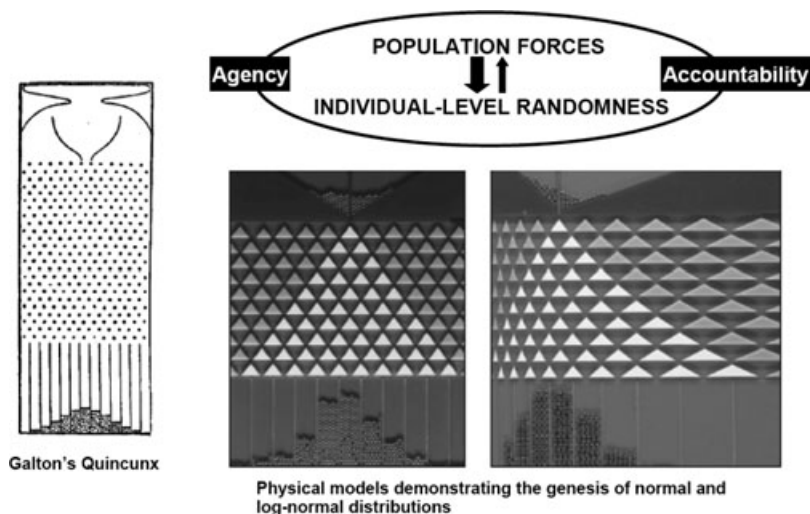 POPULATION FORCES
Agency
Accountability
INDIVIDUAL-LEVEL RANDOMNESS
Galton's Quincunx
Physical models demonstrating the genesis of normal and
log-normal distributions